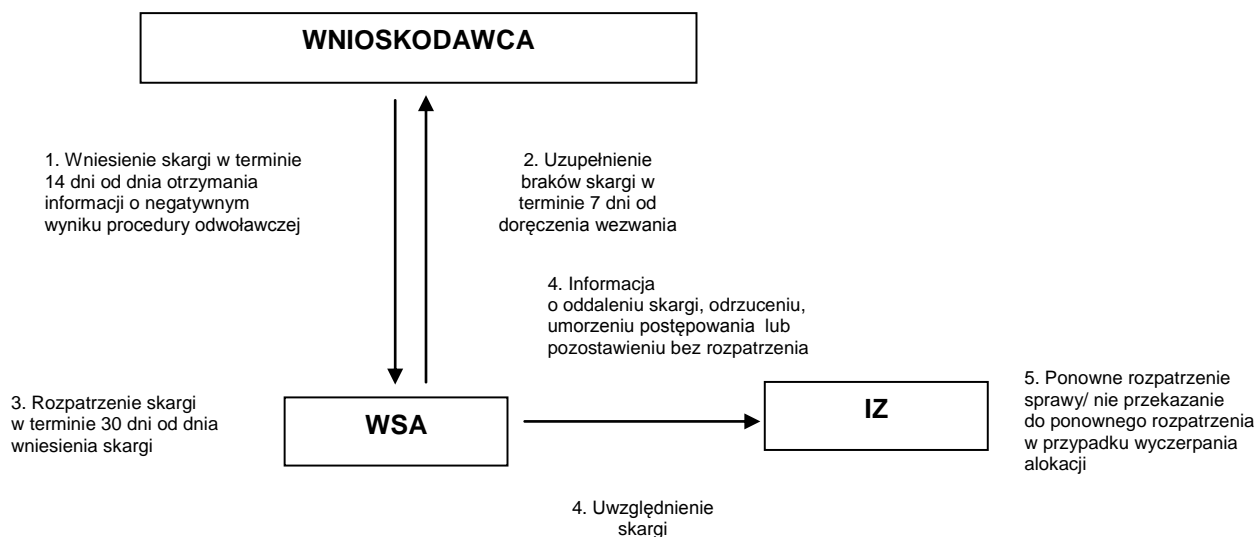 WNIOSKODAWCA
1. Wniesienie skargi w terminie
14 dni od dnia otrzymania
informacji o negatywnym
wyniku procedury odwoławczej
2. Uzupełnienie
braków skargi w
terminie 7 dni od
doręczenia wezwania
4. Informacja
o oddaleniu skargi, odrzuceniu,
umorzeniu postępowania lub
pozostawieniu bez rozpatrzenia
3. Rozpatrzenie skargi
w terminie 30 dni od dnia
wniesienia skargi
WSA
IZ
5. Ponowne rozpatrzenie
sprawy/ nie przekazanie
do ponownego rozpatrzenia
w przypadku wyczerpania
alokacji
4. Uwzględnienie
skargi